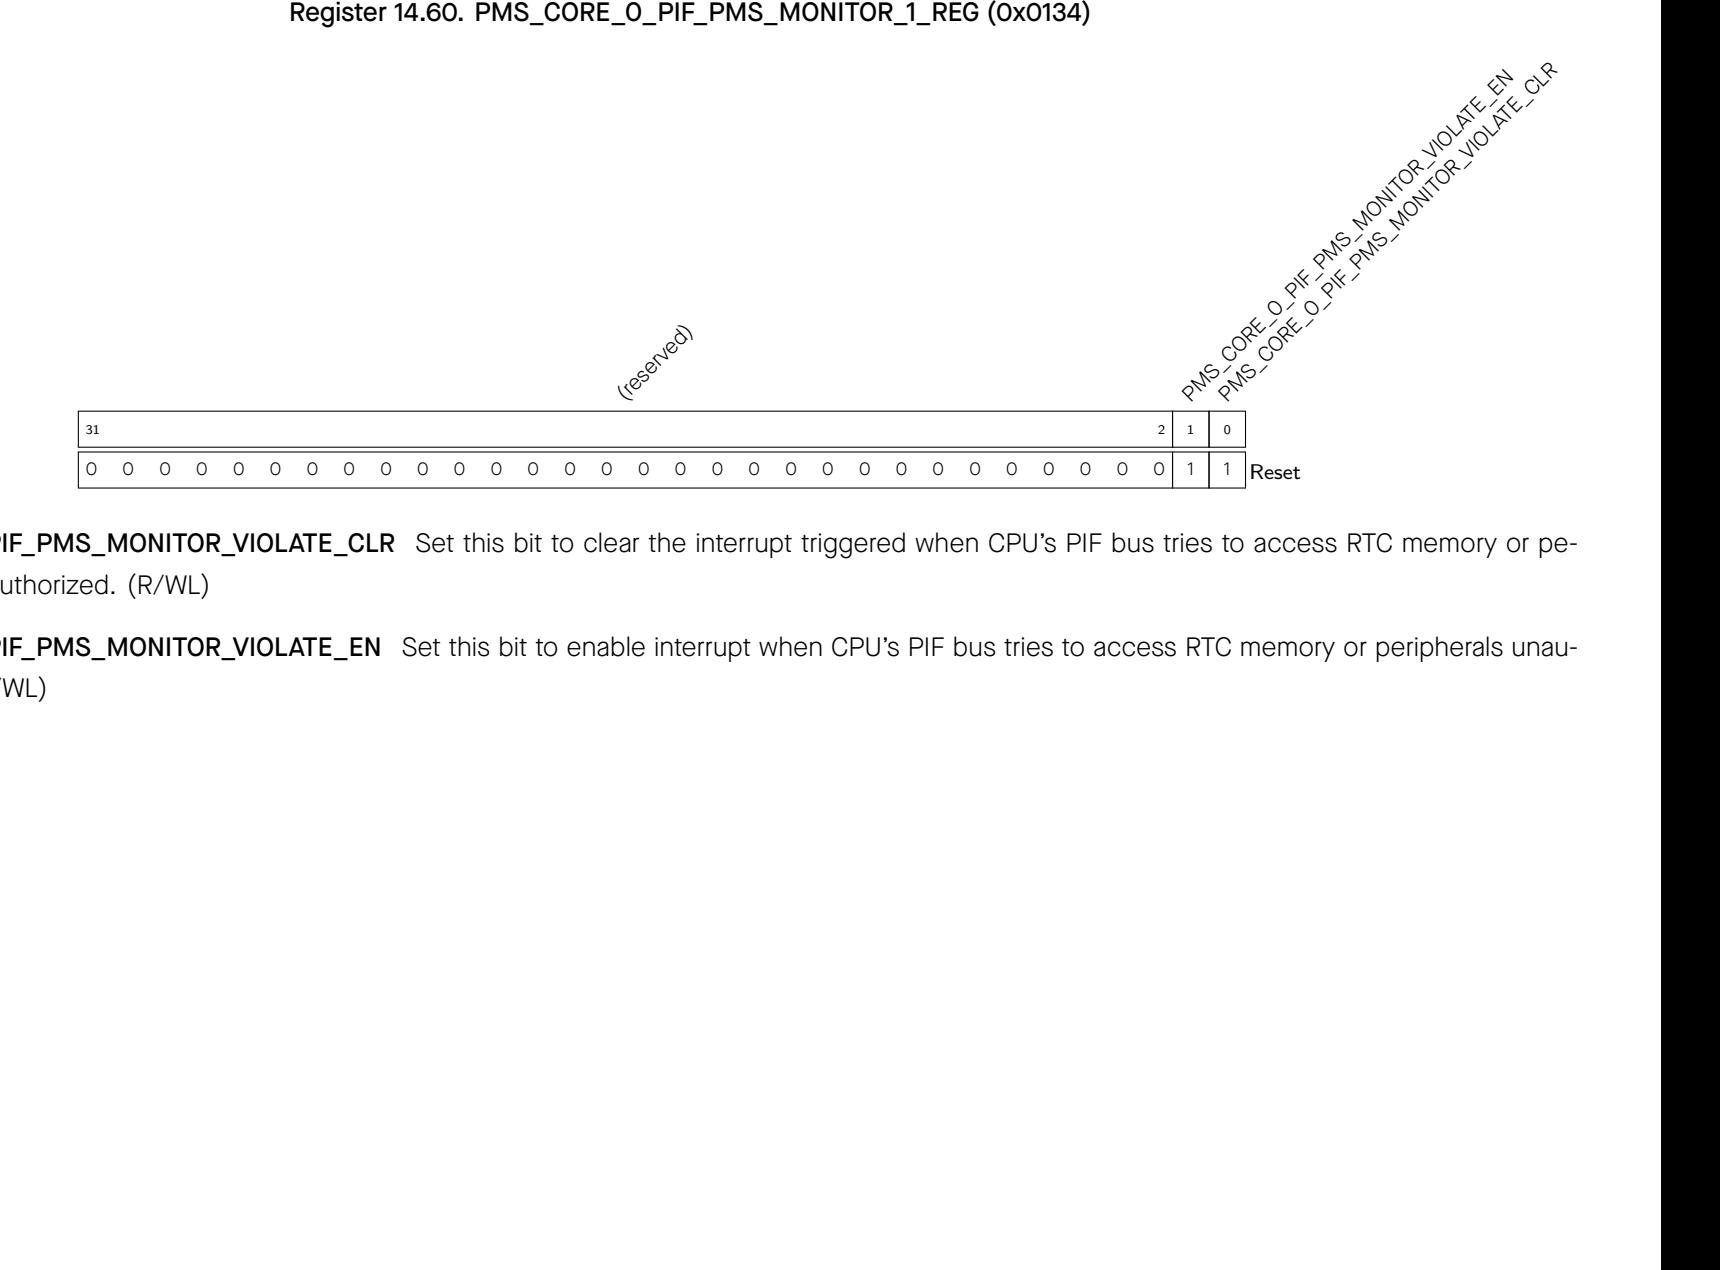 Register 14.60. PMS_CORE_0_PIF_PMS_MONITOR_1_REG (0x0134)
(reserved)
PMS_CORE_0_PIF_PMS_MONITOR_VIOLATE_EN
PMS_CORE_0_PIF_PMS_MONITOR_VIOLATE_CLR
31 2 1 0
0 0 0 0 0 0 0 0 0 0 0 0 0 0 0 0 0 0 0 0 0 0 0 0 0 0 0 0 0 0 1 1 Reset
IF_PMS_MONITOR_VIOLATE_CLR Set this bit to clear the interrupt triggered when CPU's PIF bus tries to access RTC memory or pe-
uthorized. (R/WL)
IF_PMS_MONITOR_VIOLATE_EN Set this bit to enable interrupt when CPU's PIF bus tries to access RTC memory or peripherals unau-
WL)